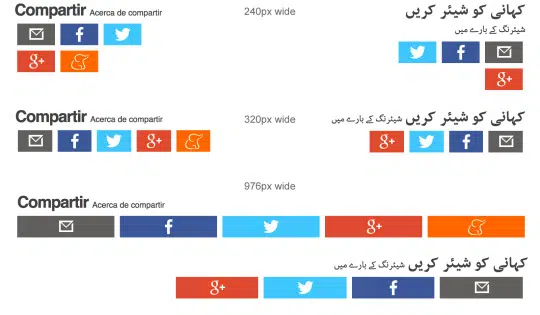 Compartir Acerca de compartir
240px wide
کہانی کو شیئر کریں
شیئرنگ کے بارے میں
g+
g+
Compartir Acerca de compartir
320px wide
کہانی کو شیئر کریں شیئرنگ کے بارے میں
g+
g+
976px wide
Compartir Acerca de compartir
g+
کہانی کو شیئر کریں شیئرنگ کے بارے میں
g+